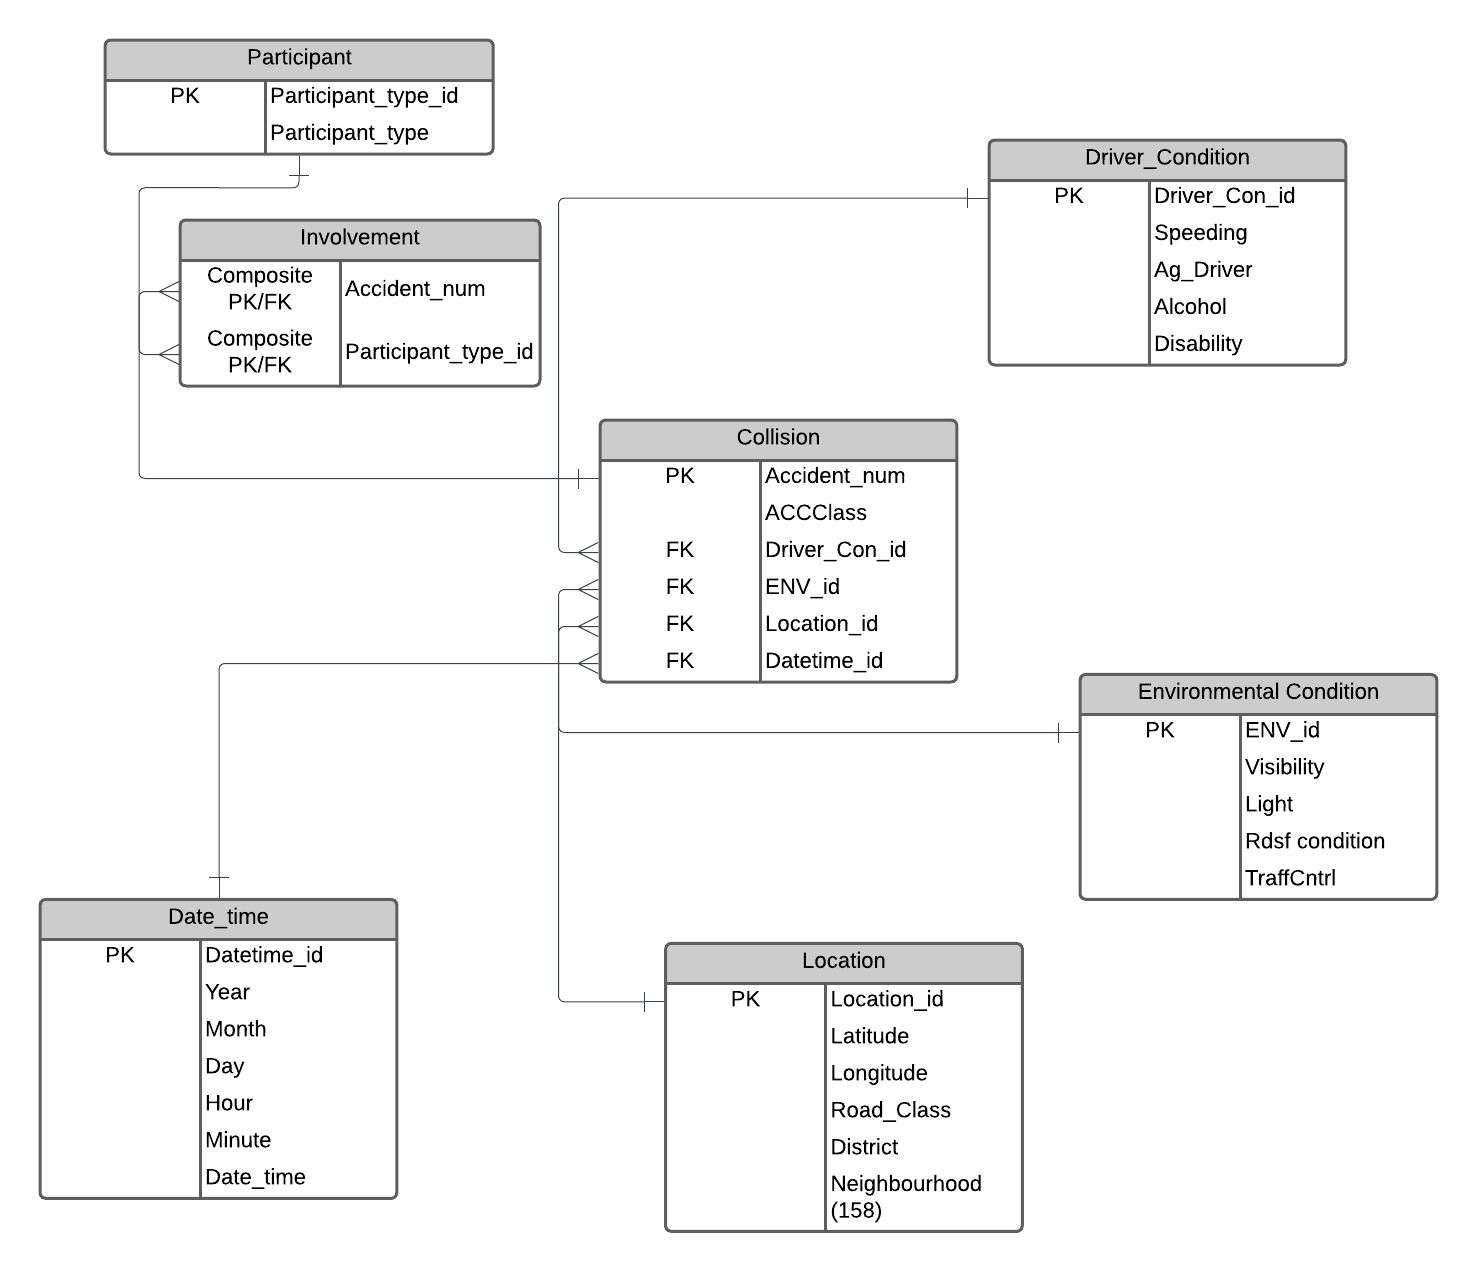 Participant
PK Participant_type_id
Participant_type
Driver_Condition
PK Driver_Con_id
Speeding
Ag_Driver
Alcohol
Disability
Involvement
Composite
PK/FK
Accident_num
Composite
PK/FK
Participant_type_id
Collision
PK Accident_num
ACCClass
FK Driver_Con_id
FK ENV_id
FK Location_id
FK Datetime_id
Environmental Condition
PK ENV_id
Visibility
Light
Rdsf condition
TraffCntrl
Date_time
PK Datetime_id
Year
Month
Day
Hour
Minute
Date_time
Location
PK Location_id
Latitude
Longitude
Road_Class
District
Neighbourhood
(158)